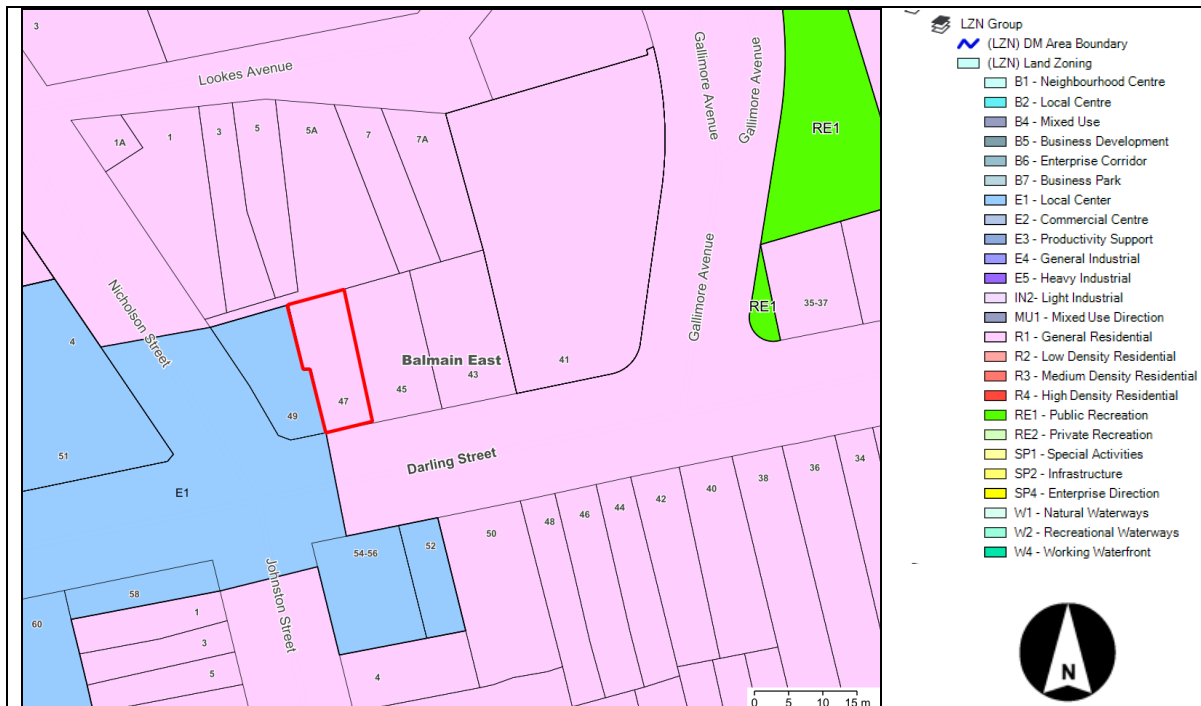 3
Lookes Avenue
Gallimore Avenue
Gallimore Avenue
RE1
1A
1
3
5
5A
7
7A
Nicholson Street
Gallimore Avenue
RE1
35-37
4
Balmain East
41
43
45
47
49
51
Darling Street
E1
34
36
38
40
42
44
46
48
50
52
54-56
Johnston Street
58
60
1
3
5
4
0 5 10 15 m
LZN Group
(LZN) DM Area Boundary
(LZN) Land Zoning
B1 - Neighbourhood Centre
B2 - Local Centre
B4 - Mixed Use
B5 - Business Development
B6 - Enterprise Corridor
B7 - Business Park
E1 - Local Center
E2 - Commercial Centre
E3 - Productivity Support
E4 - General Industrial
E5 - Heavy Industrial
IN2- Light Industrial
MU1 - Mixed Use Direction
R1 - General Residential
R2 - Low Density Residential
R3 - Medium Density Residential
R4 - High Density Residential
RE1 - Public Recreation
RE2 - Private Recreation
SP1 - Special Activities
SP2 - Infrastructure
SP4 - Enterprise Direction
W1 - Natural Waterways
W2 - Recreational Waterways
W4 - Working Waterfront
N